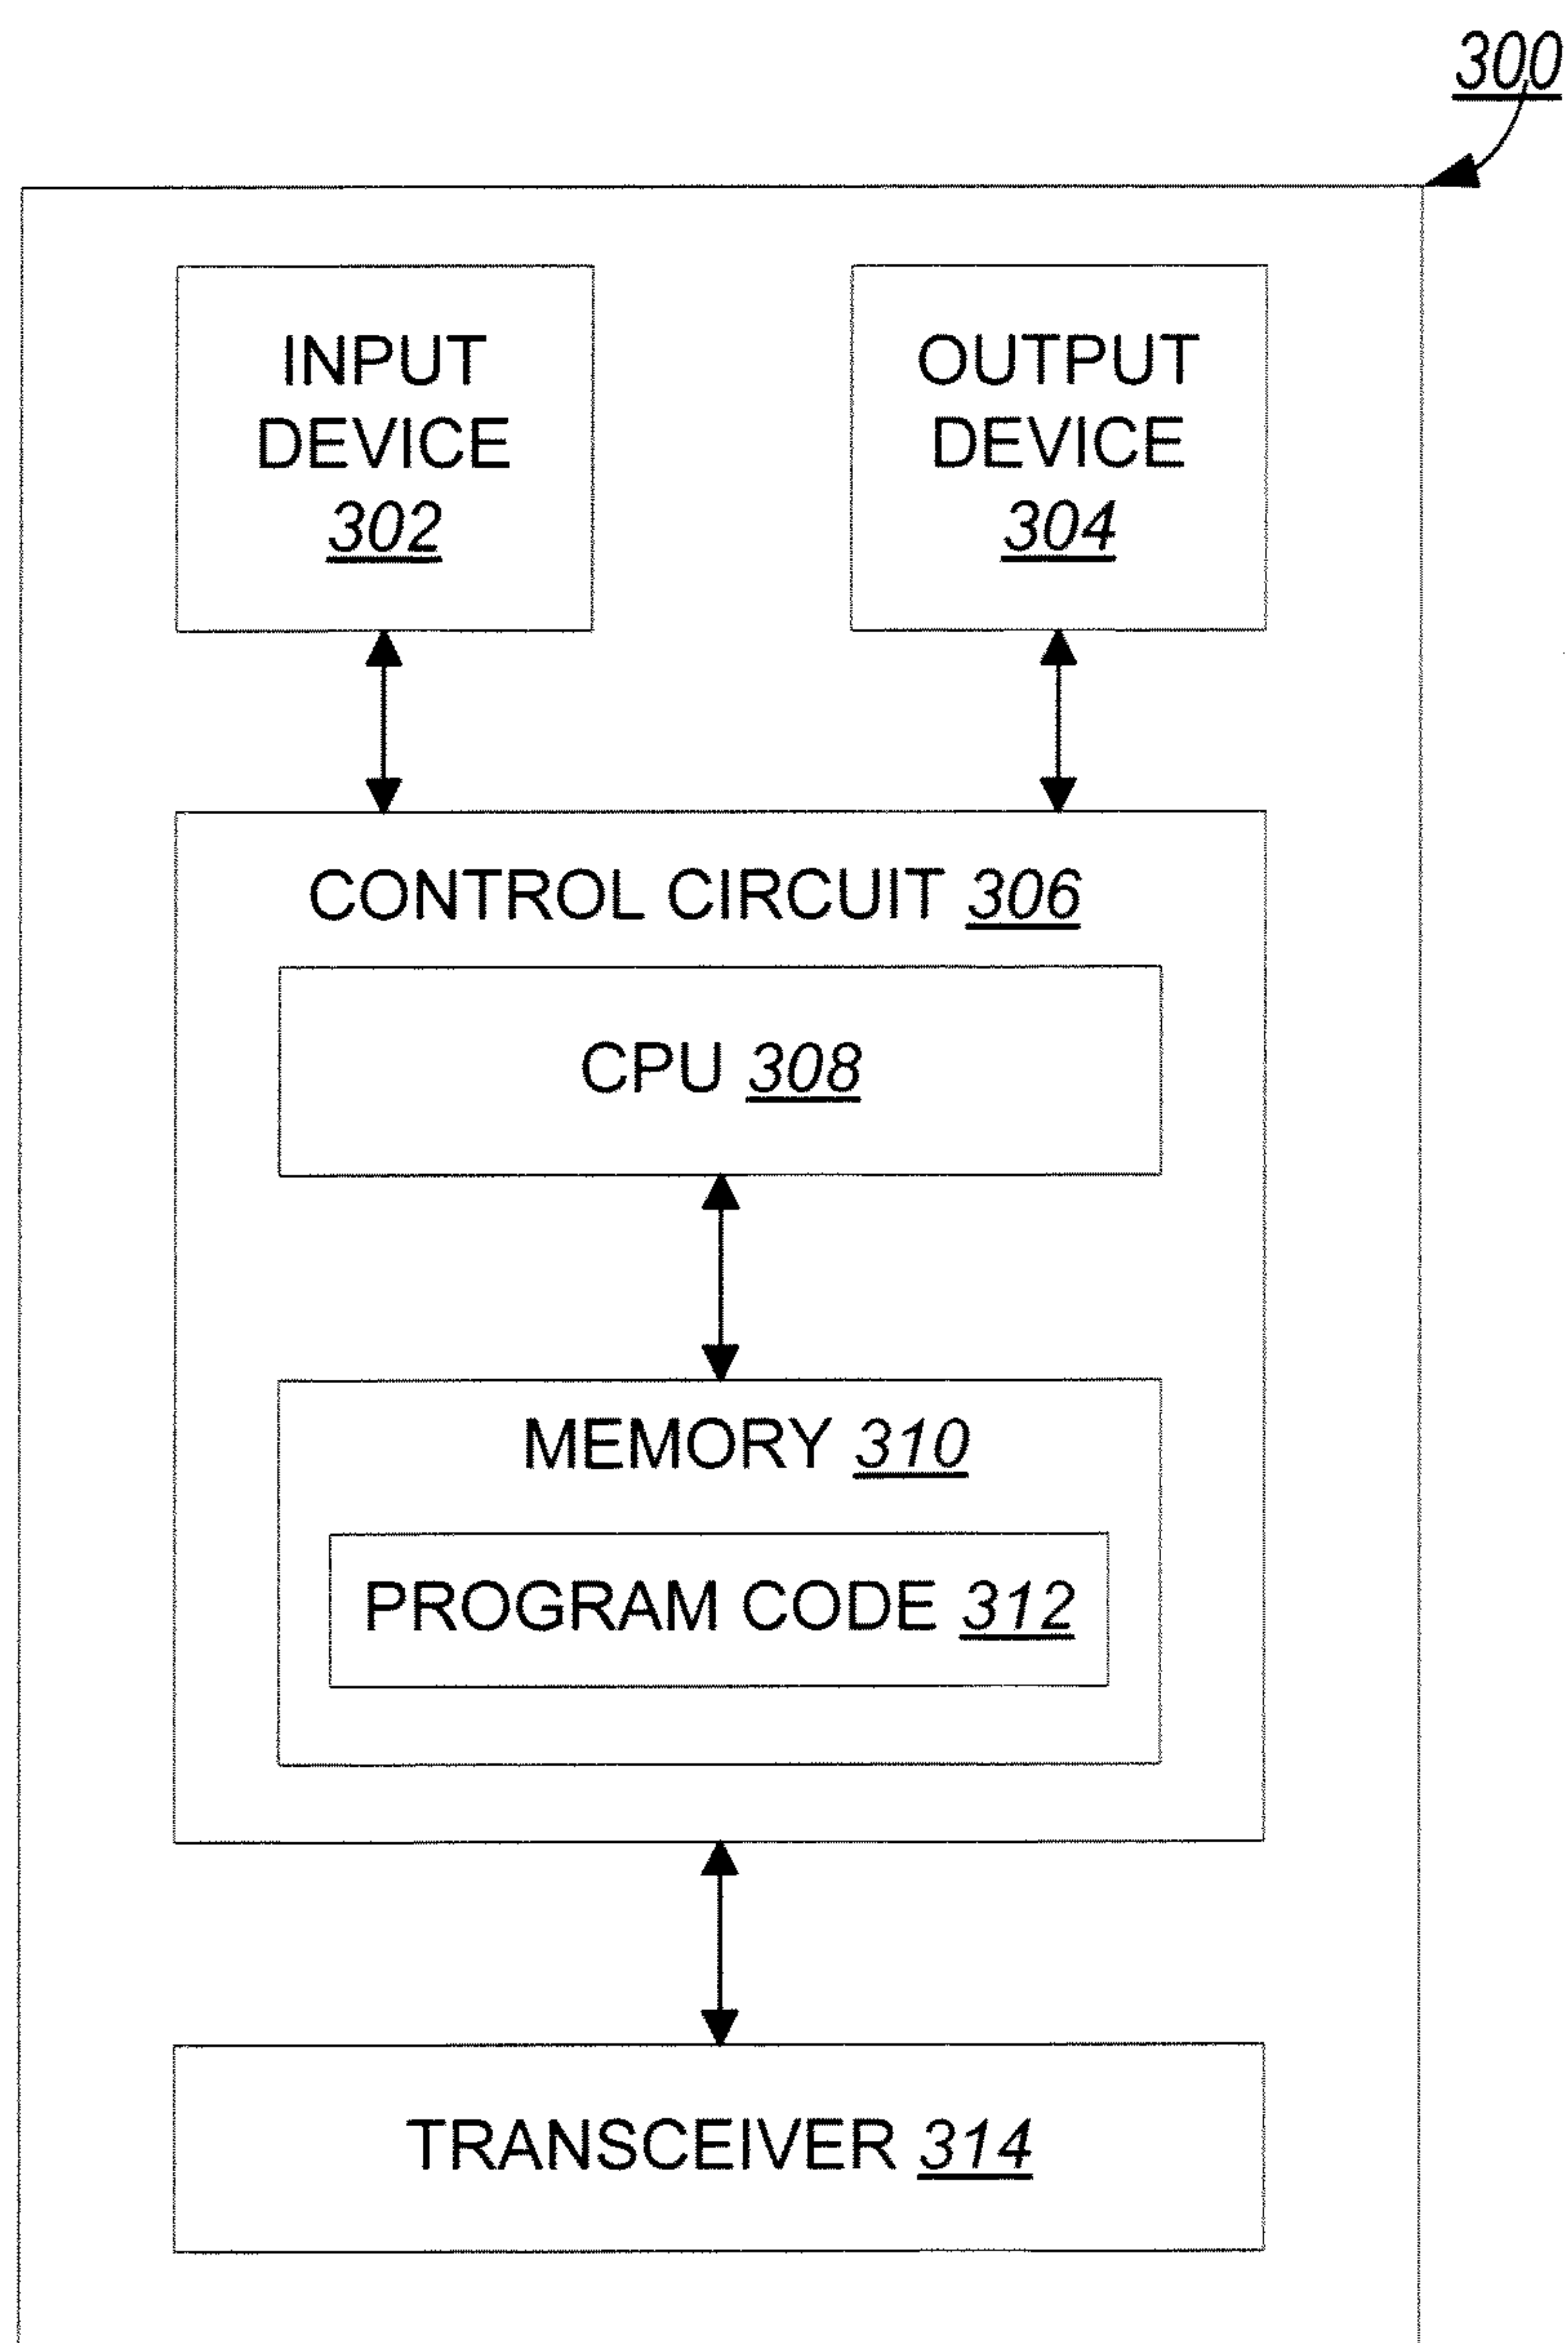 300
INPUT
DEVICE
302
OUTPUT
DEVICE
304
CONTROL CIRCUIT 306
CPU 308
MEMORY 310
PROGRAM CODE 312
TRANSCEIVER 314